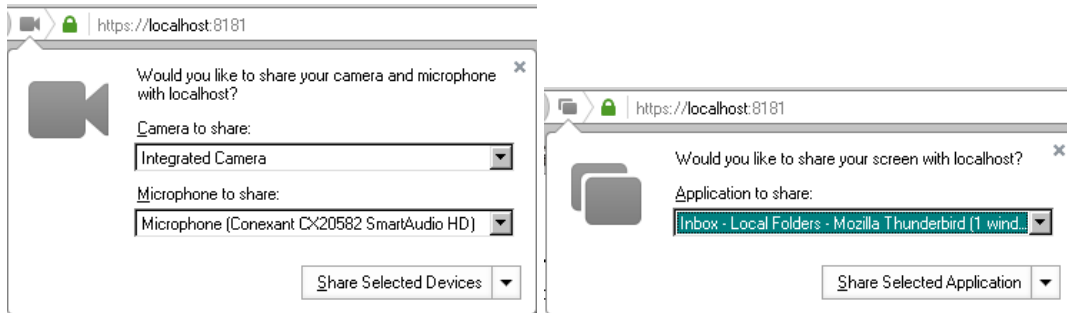 https://localhost:8181
Would you like to share your camera and microphone
with localhost?
Camera to share:
Integrated Camera
Microphone to share:
Microphone (Conexant CX20582 SmartAudio HD)
Share Selected Devices
https://localhost:8181
Would you like to share your screen with localhost?
Application to share:
Inbox - Local Folders - Mozilla Thunderbird (1 wind...
Share Selected Application